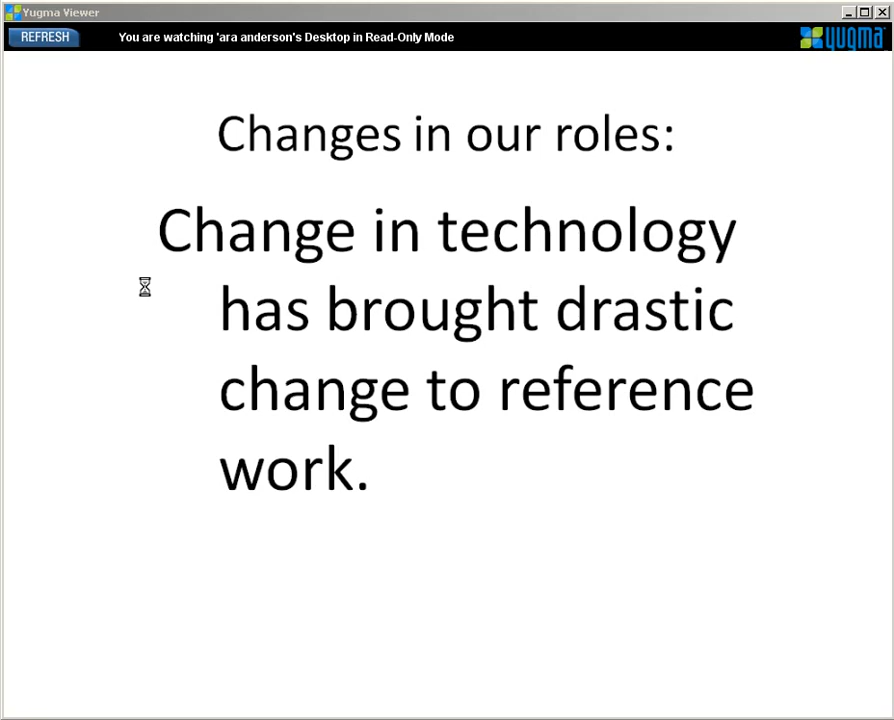 Yugma Viewer
REFRESH
You are watching 'ara anderson's Desktop in Read-Only Mode
yugma
Changes in our roles:
Change in technology
has brought drastic
change to reference
work.